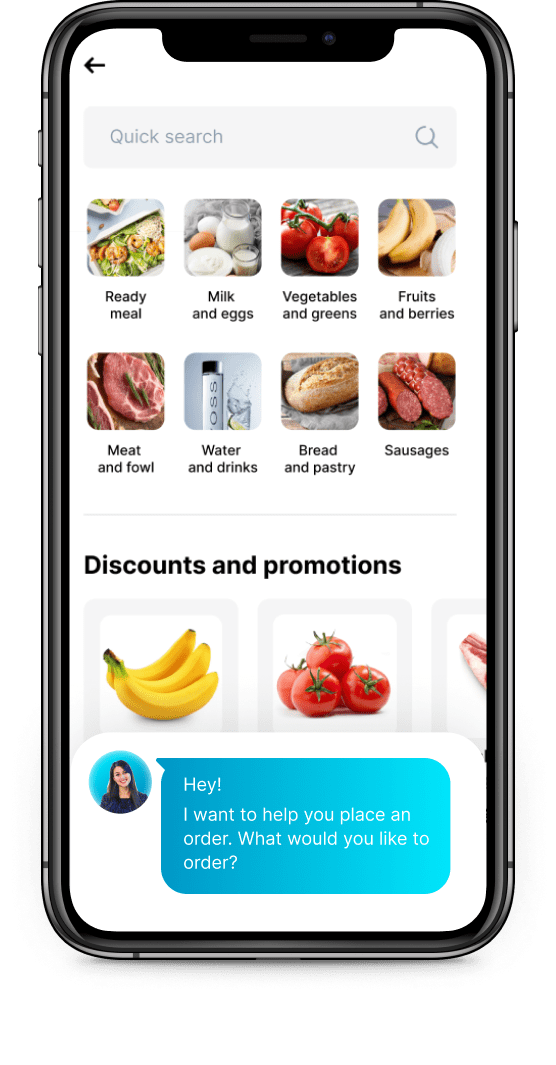 Quick search
Ready
meal
Milk
and eggs
Vegetables
and greens
Fruits
and berries
Meat
and fowl
Water
and drinks
Bread
and pastry
Sausages
OSS
Discounts and promotions
Hey!
I want to help you place an
order. What would you like to
order?